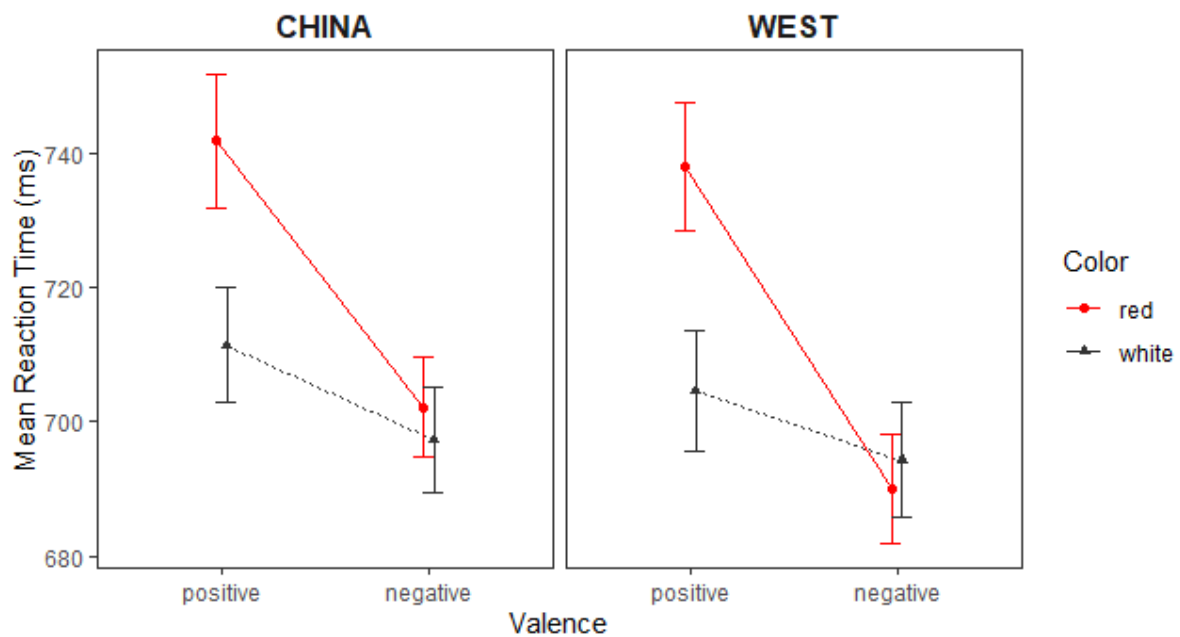 CHINA
WEST
Mean Reaction Time (ms)
740
720
700
680
positive
negative
positive
negative
Valence
Color
red
white